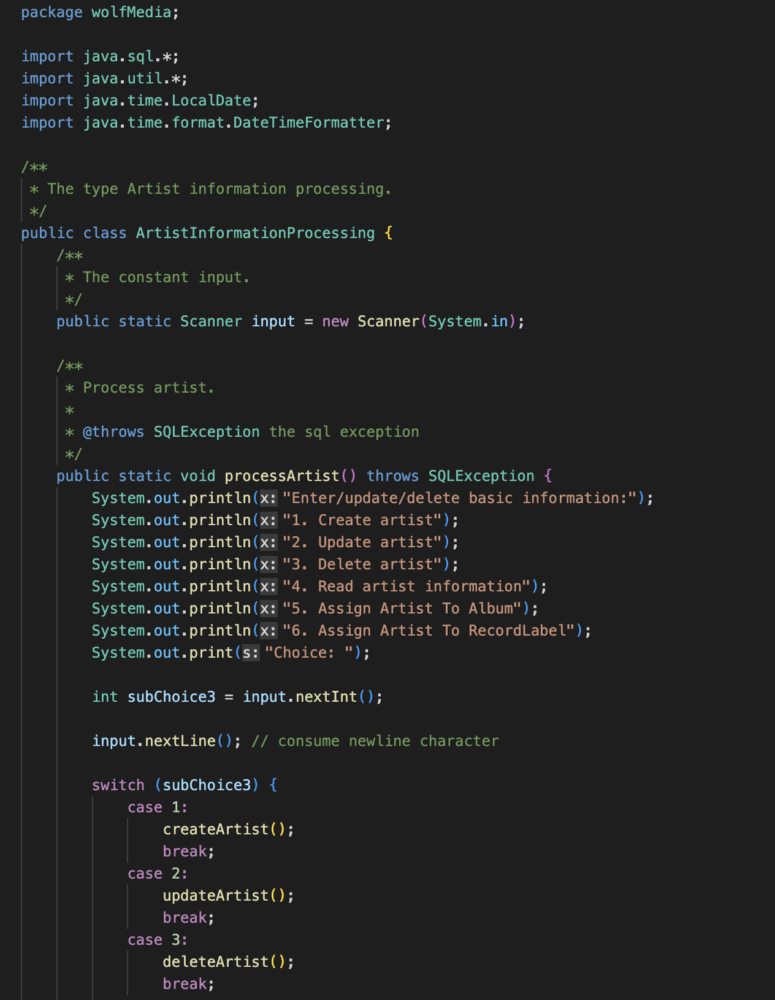 package wolfMedia;
import java.sql.*;
import java.util.*;
import java.time.LocalDate;
import java.time.format.DateTimeFormatter;
/**
 * The type Artist information processing.
 */
public class ArtistInformationProcessing {
    /**
     * The constant input.
     */
    public static Scanner input = new Scanner(System.in);
    /**
     * Process artist.
     *
     * @throws SQLException the sql exception
     */
    public static void processArtist() throws SQLException {
        System.out.println(x: "Enter/update/delete basic information:");
        System.out.println(x: "1. Create artist");
        System.out.println(x: "2. Update artist");
        System.out.println(x: "3. Delete artist");
        System.out.println(x: "4. Read artist information");
        System.out.println(x: "5. Assign Artist To Album");
        System.out.println(x: "6. Assign Artist To RecordLabel");
        System.out.print(s: "Choice: ");
        int subChoice3 = input.nextInt();
        input.nextLine(); // consume newline character
        switch (subChoice3) {
            case 1:
                createArtist();
                break;
            case 2:
                updateArtist();
                break;
            case 3:
                deleteArtist();
                break;